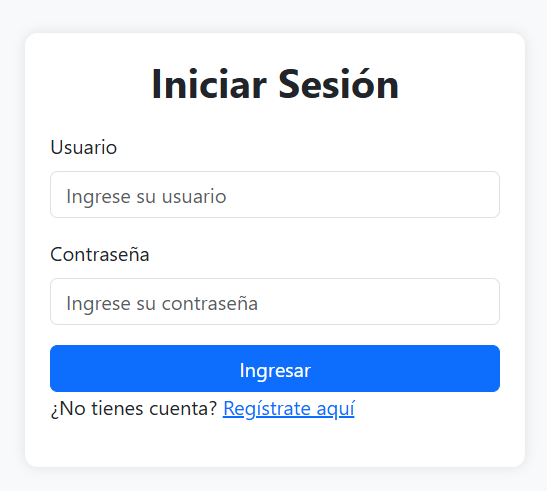 Iniciar Sesión
Usuario
Ingrese su usuario
Contraseña
Ingrese su contraseña
Ingresar
¿No tienes cuenta? Regístrate aquí